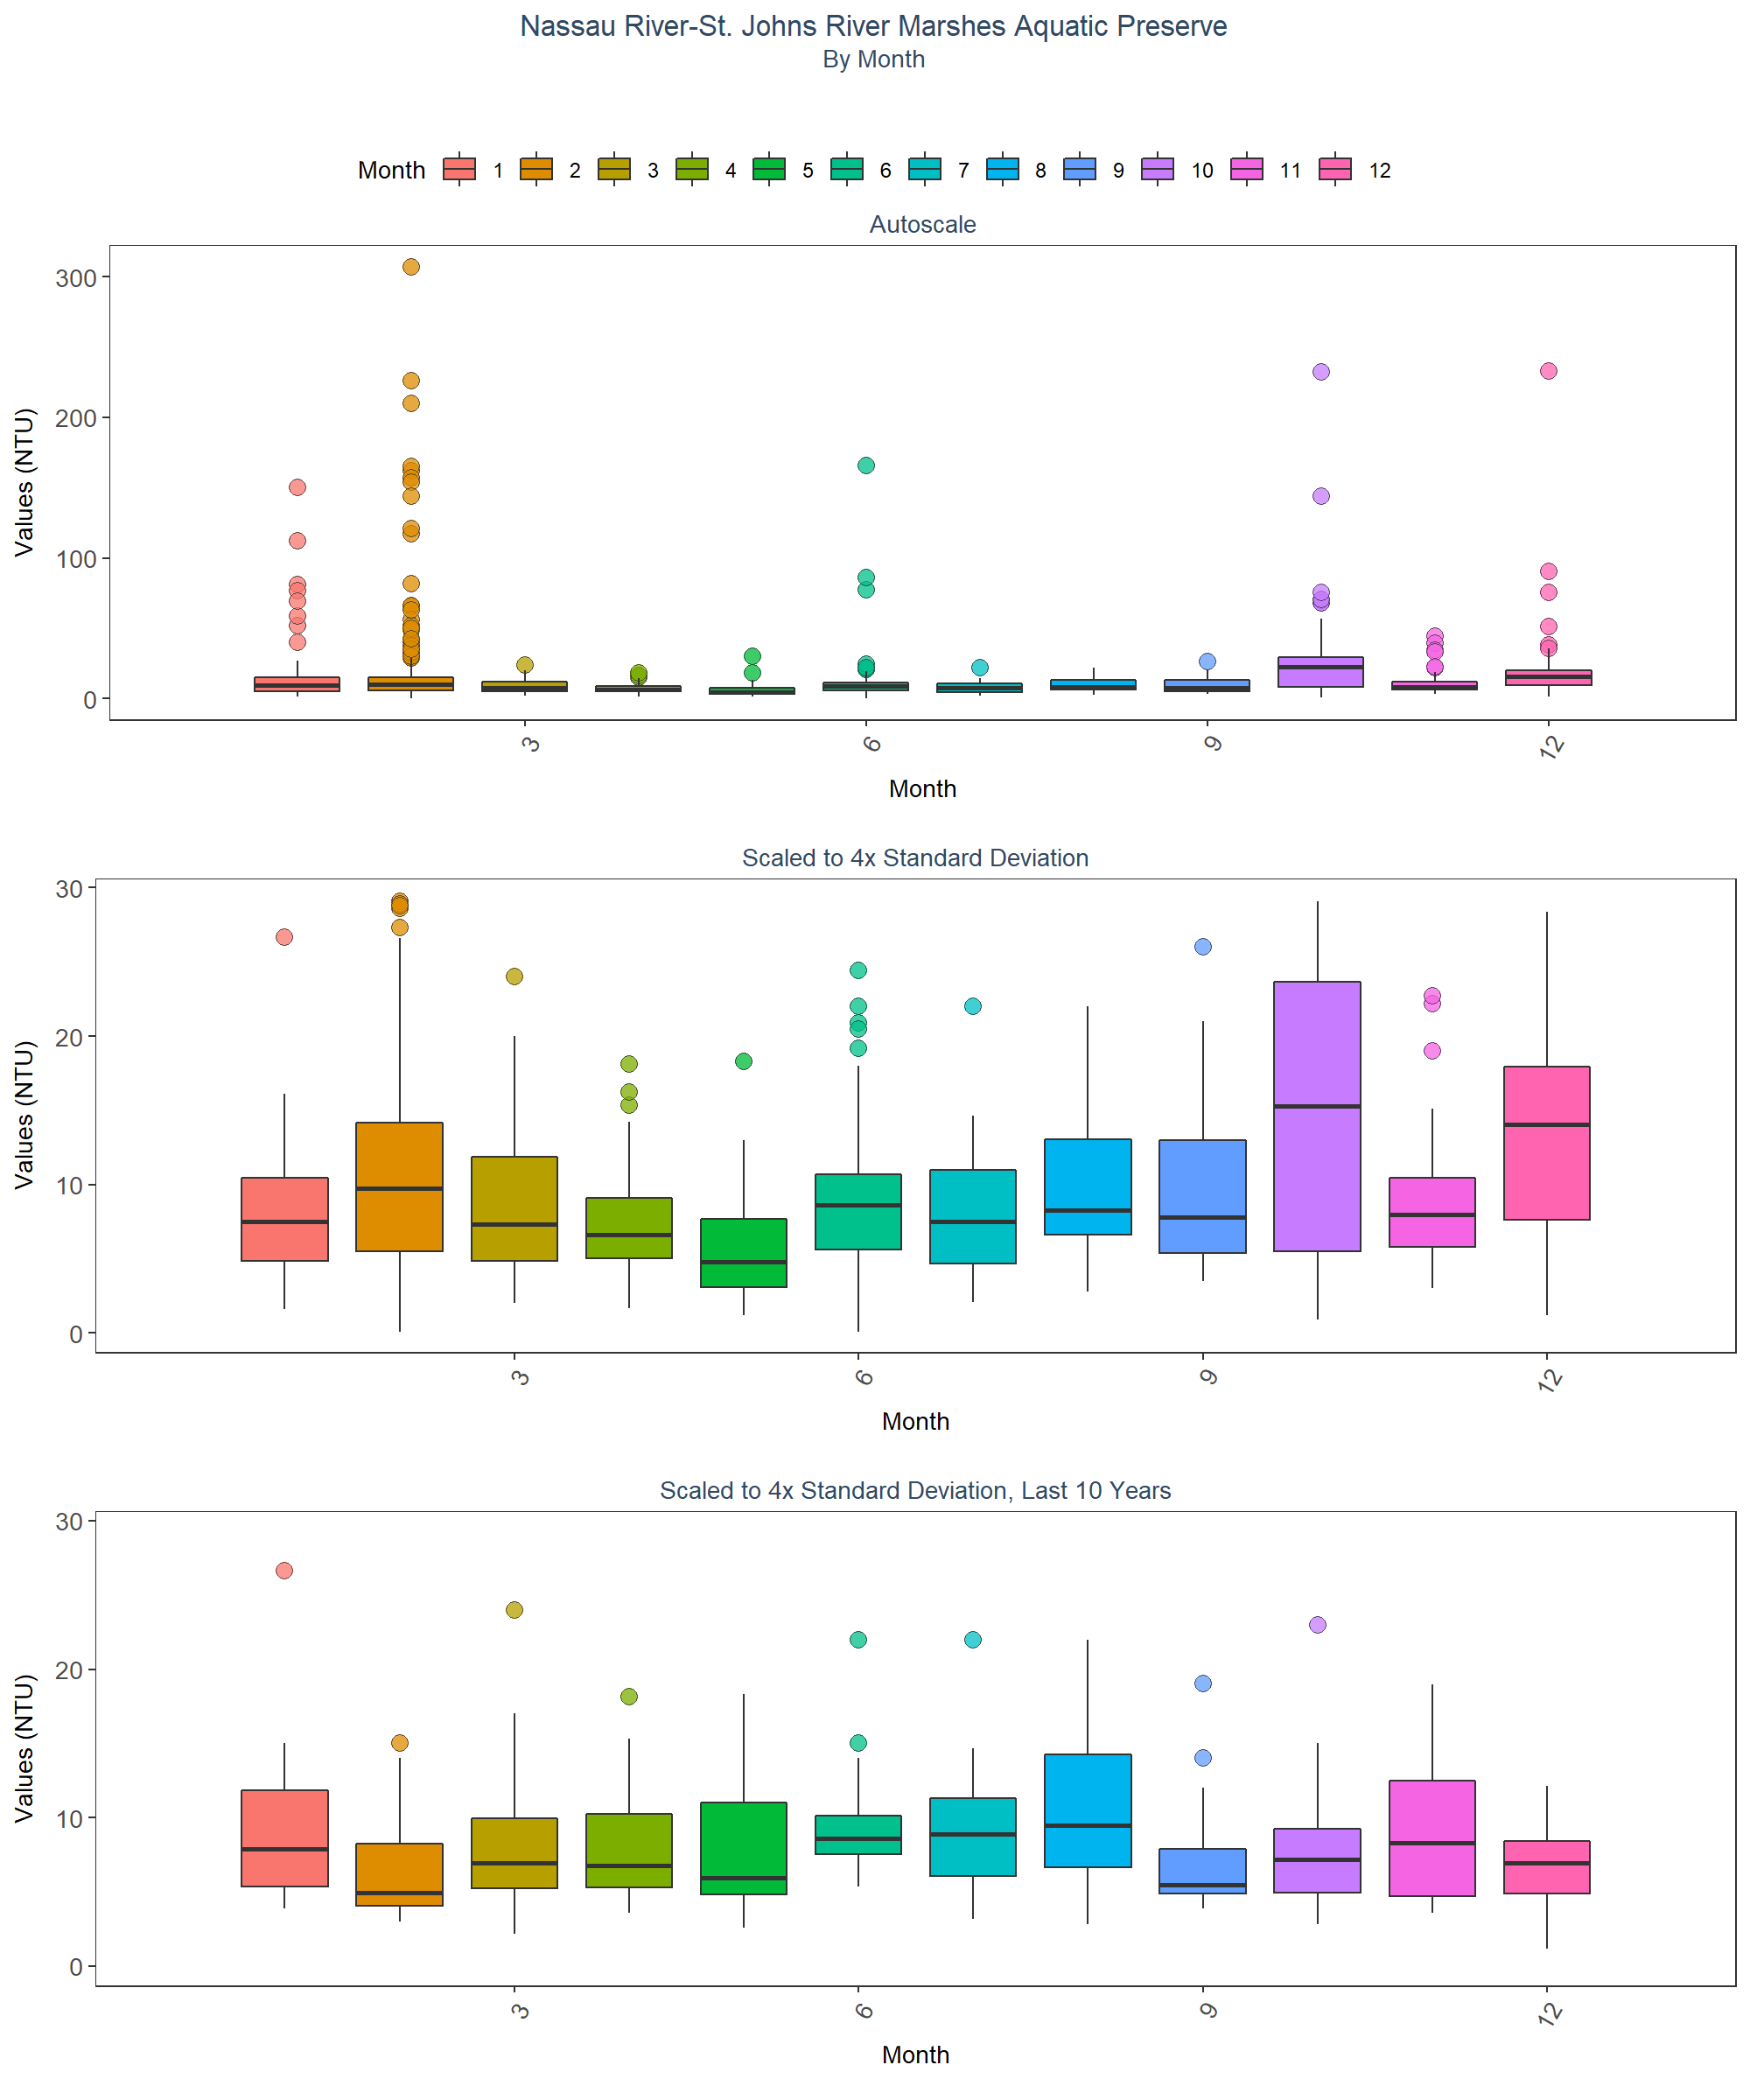 Nassau River-St. Johns River Marshes Aquatic Preserve
By Month
Month 1 2 3 4 5 6 7 8 9 10 11 12
Autoscale
Values (NTU)
300
200
100
0
3 6 9 12
Month
Scaled to 4x Standard Deviation
Values (NTU)
30
20
10
0
3 6 9 12
Month
Scaled to 4x Standard Deviation, Last 10 Years
Values (NTU)
30
20
10
0
3 6 9 12
Month